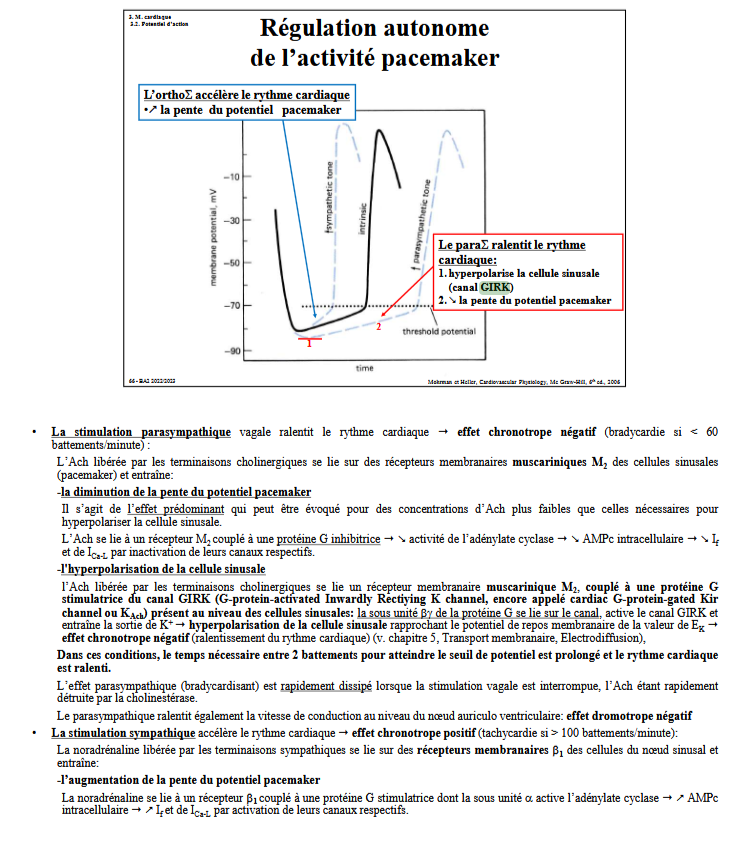 3. M. cardiaque
3.2. Potentiel d'action
Régulation autonome
de l'activité pacemaker
L'orthoΣ accélère le rythme cardiaque
•↗ la pente du potentiel pacemaker
−10
−30
−50
−70
−90
membrane potential, mV
↑sympathetic tone
intrinsic
↑ parasympathetic tone
Le paraΣ ralentit le rythme
cardiaque:
1. hyperpolarise la cellule sinusale
(canal GIRK)
2. ↘ la pente du potentiel pacemaker
1
2
threshold potential
time
66 - BA2 2022/2023
Mohrman et Heller, Cardiovascular Physiology, Mc Graw-Hill, 6th ed., 2006
• La stimulation parasympathique vagale ralentit le rythme cardiaque → effet chronotrope négatif (bradycardie si < 60
battements/minute) :
L'Ach libérée par les terminaisons cholinergiques se lie sur des récepteurs membranaires muscariniques M2 des cellules sinusales
(pacemaker) et entraîne:
-la diminution de la pente du potentiel pacemaker
Il s'agit de l'effet prédominant qui peut être évoqué pour des concentrations d'Ach plus faibles que celles nécessaires pour
hyperpolariser la cellule sinusale.
L'Ach se lie à un récepteur M2 couplé à une protéine G inhibitrice → ↘ activité de l'adénylate cyclase → ↘ AMPc intracellulaire → ↘ If
et de ICa-L par inactivation de leurs canaux respectifs.
-l'hyperpolarisation de la cellule sinusale
l'Ach libérée par les terminaisons cholinergiques se lie un récepteur membranaire muscarinique M2, couplé à une protéine G
stimulatrice du canal GIRK (G-protein-activated Inwardly Rectiying K channel, encore appelé cardiac G-protein-gated Kir
channel ou KAch) présent au niveau des cellules sinusales: la sous unité βγ de la protéine G se lie sur le canal, active le canal GIRK et
entraîne la sortie de K+ → hyperpolarisation de la cellule sinusale rapprochant le potentiel de repos membranaire de la valeur de EK →
effet chronotrope négatif (ralentissement du rythme cardiaque) (v. chapitre 5, Transport membranaire, Electrodiffusion),
Dans ces conditions, le temps nécessaire entre 2 battements pour atteindre le seuil de potentiel est prolongé et le rythme cardiaque
est ralenti.
L'effet parasympathique (bradycardisant) est rapidement dissipé lorsque la stimulation vagale est interrompue, l'Ach étant rapidement
détruite par la cholinestérase.
Le parasympathique ralentit également la vitesse de conduction au niveau du nœud auriculo ventriculaire: effet dromotrope négatif
• La stimulation sympathique accélère le rythme cardiaque → effet chronotrope positif (tachycardie si > 100 battements/minute):
La noradrénaline libérée par les terminaisons sympathiques se lie sur des récepteurs membranaires β1 des cellules du nœud sinusal et
entraîne:
-l'augmentation de la pente du potentiel pacemaker
La noradrénaline se lie à un récepteur β1 couplé à une protéine G stimulatrice dont la sous unité α active l'adénylate cyclase → ↗ AMPc
intracellulaire → ↗ If et de ICa-L par activation de leurs canaux respectifs.